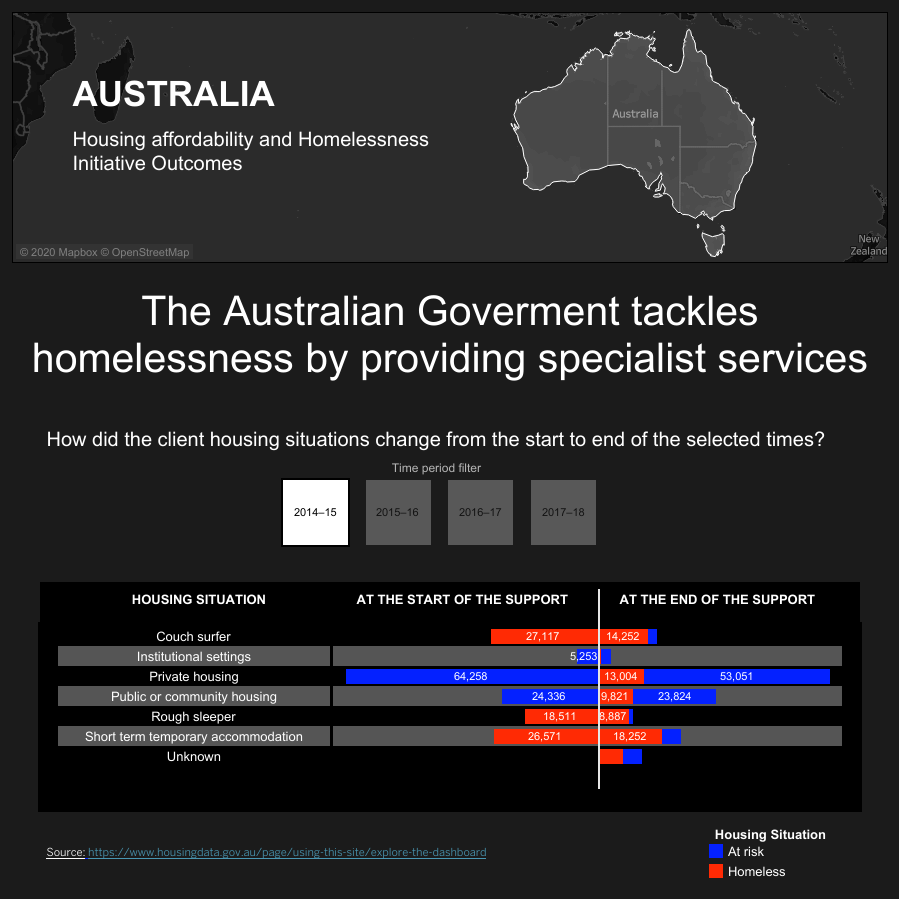 Australia
AUSTRALIA
Housing affordability and Homelessness
Initiative Outcomes
New
Zealand
© 2020 Mapbox © OpenStreetMap
The Australian Goverment tackles
homelessness by providing specialist services
How did the client housing situations change from the start to end of the selected times?
Time period filter
2014–15 2015–16 2016–17 2017–18
HOUSING SITUATION AT THE START OF THE SUPPORT AT THE END OF THE SUPPORT
Couch surfer 27,117 14,252
Institutional settings 5,253
Private housing 64,258 13,004 53,051
Public or community housing 24,336 9,821 23,824
Rough sleeper 18,511 8,887
Short term temporary accommodation 26,571 18,252
Unknown
Housing Situation
At risk
Homeless
Source: https://www.housingdata.gov.au/page/using-this-site/explore-the-dashboard